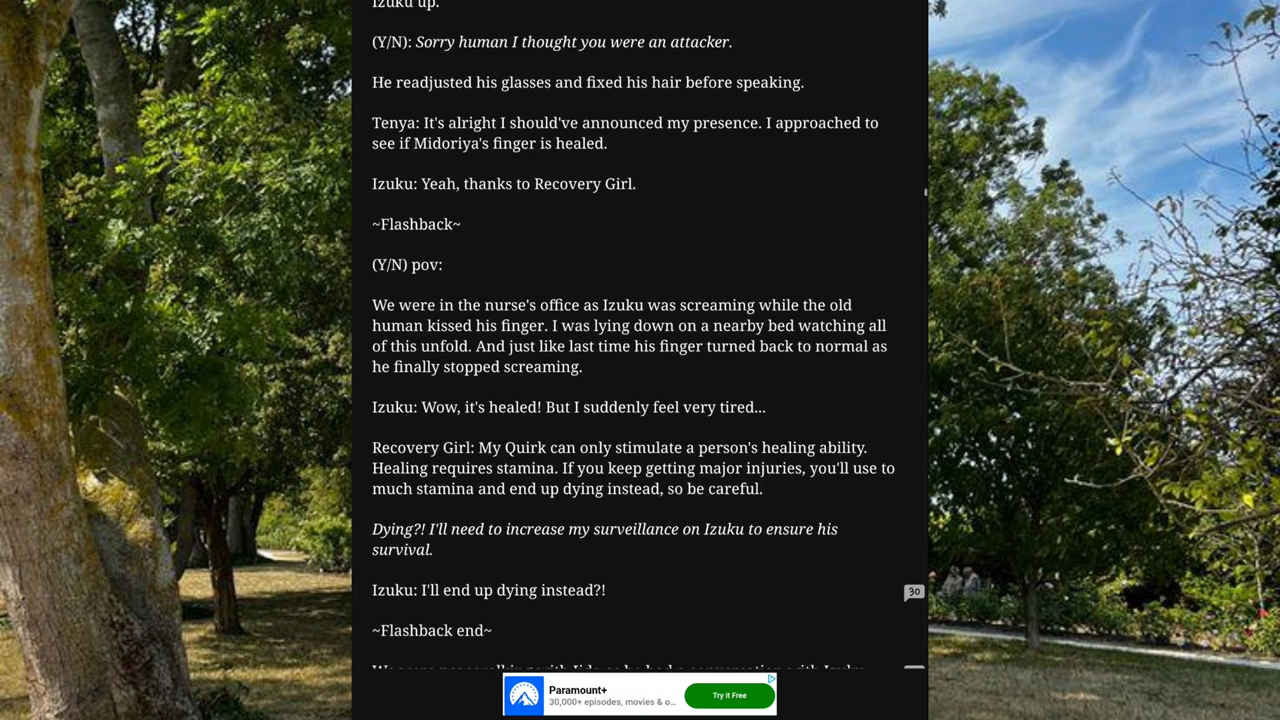 Izuku up.
(Y/N): Sorry human I thought you were an attacker.
He readjusted his glasses and fixed his hair before speaking.
Tenya: It's alright I should've announced my presence. I approached to
see if Midoriya's finger is healed.
Izuku: Yeah, thanks to Recovery Girl.
~Flashback~
(Y/N) pov:
We were in the nurse's office as Izuku was screaming while the old
human kissed his finger. I was lying down on a nearby bed watching all
of this unfold. And just like last time his finger turned back to normal as
he finally stopped screaming.
Izuku: Wow, it's healed! But I suddenly feel very tired...
Recovery Girl: My Quirk can only stimulate a person's healing ability.
Healing requires stamina. If you keep getting major injuries, you'll use to
much stamina and end up dying instead, so be careful.
Dying?! I'll need to increase my surveillance on Izuku to ensure his
survival.
Izuku: I'll end up dying instead?!
30
~Flashback end~
Paramount+
30,000+ episodes, movies & o...
Try it Free